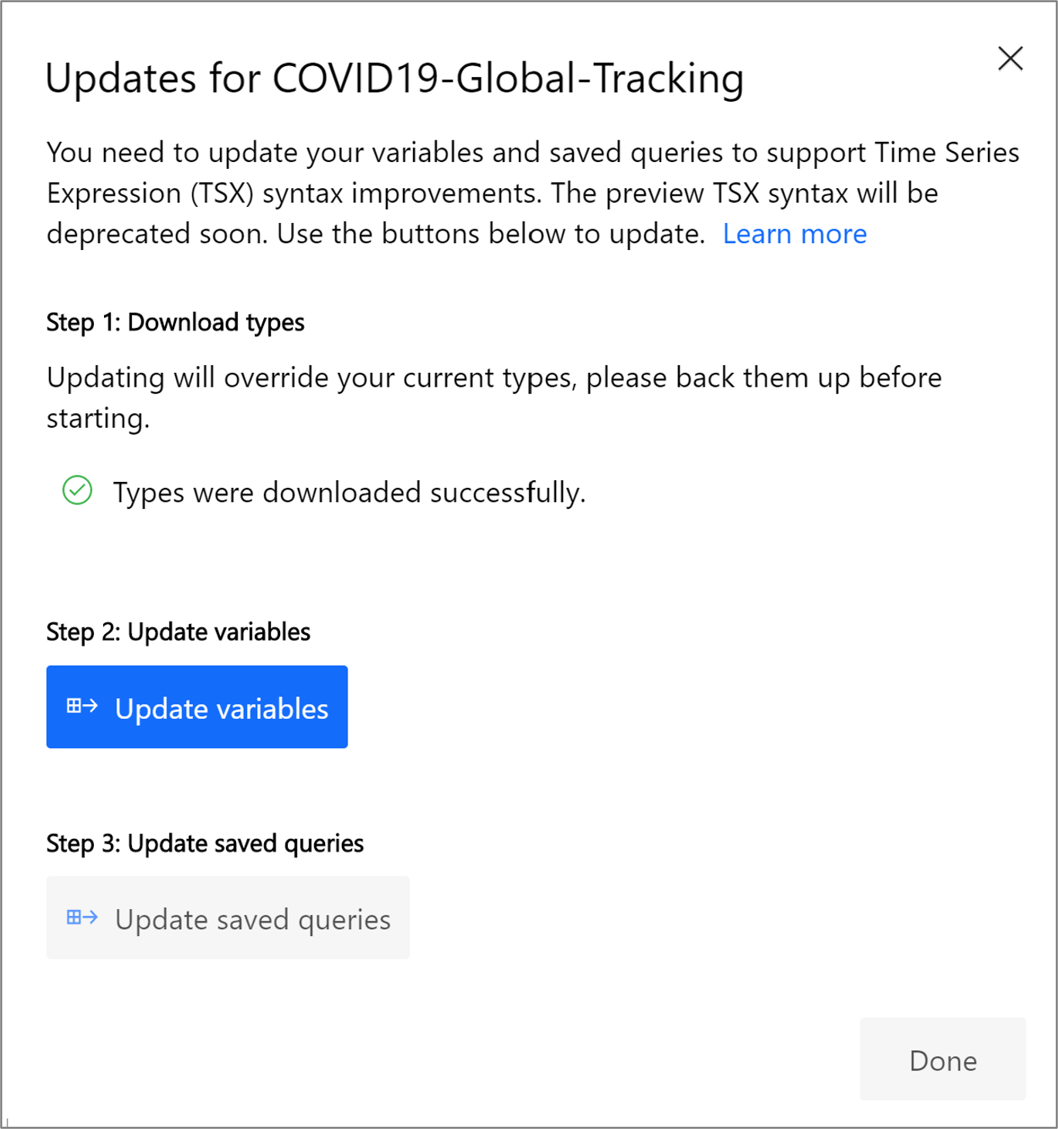 Updates for COVID19-Global-Tracking
You need to update your variables and saved queries to support Time Series
Expression (TSX) syntax improvements. The preview TSX syntax will be
deprecated soon. Use the buttons below to update. Learn more
Step 1: Download types
Updating will override your current types, please back them up before
starting.
Types were downloaded successfully.
Step 2: Update variables
Update variables
Step 3: Update saved queries
Update saved queries
Done